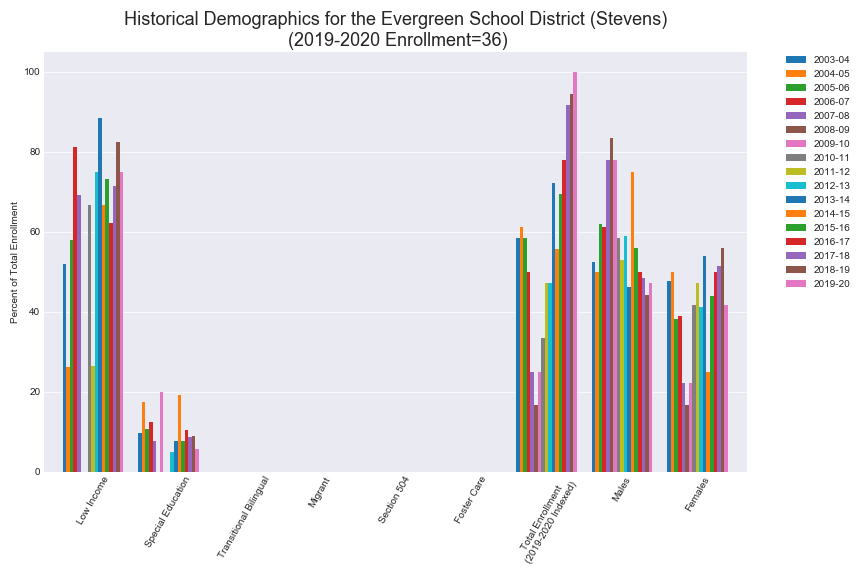 Historical Demographics for the Evergreen School District (Stevens)
(2019-2020 Enrollment=36)
Percent of Total Enrollment
100
80
60
40
20
0
Low Income
Special Education
Transitional Bilingual
Migrant
Section 504
Foster Care
Total Enrollment
(2019-2020 Indexed)
Males
Females
2003-04
2004-05
2005-06
2006-07
2007-08
2008-09
2009-10
2010-11
2011-12
2012-13
2013-14
2014-15
2015-16
2016-17
2017-18
2018-19
2019-20